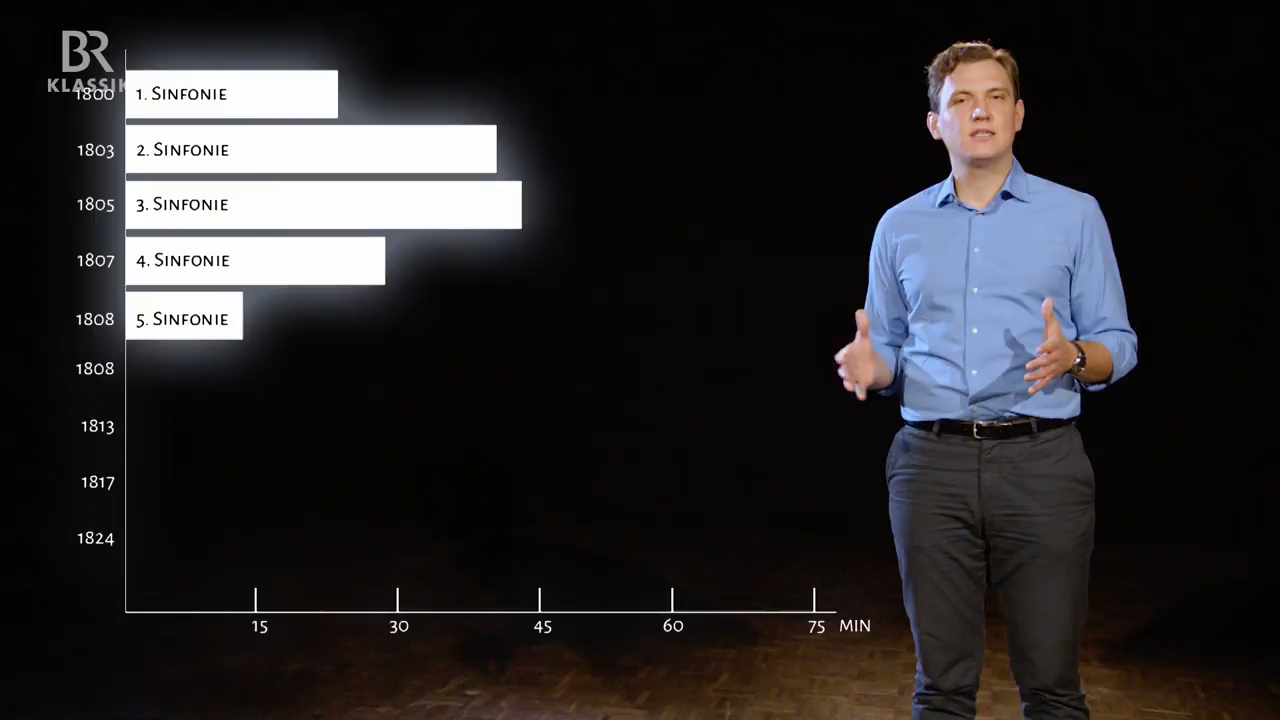 BR
KLASSIK
1800 1. SINFONIE
1803 2. SINFONIE
1805 3. SINFONIE
1807 4. SINFONIE
1808 5. SINFONIE
1808
1813
1817
1824
15 30 45 60 75 MIN